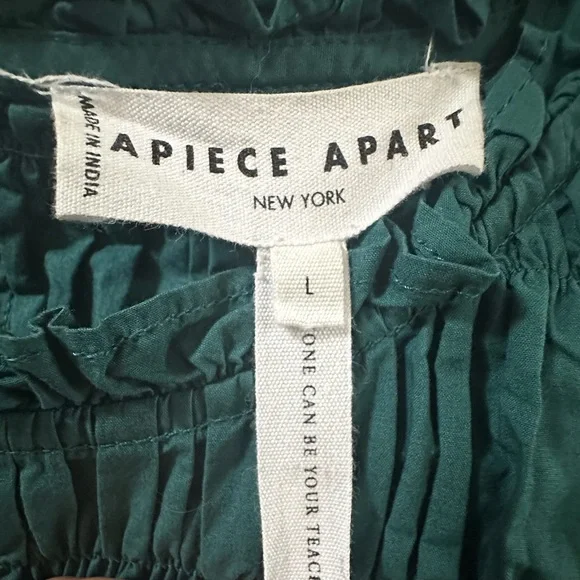 MADE IN INDIA
APIECE APART
NEW YORK
L
ONE CAN BE YOUR